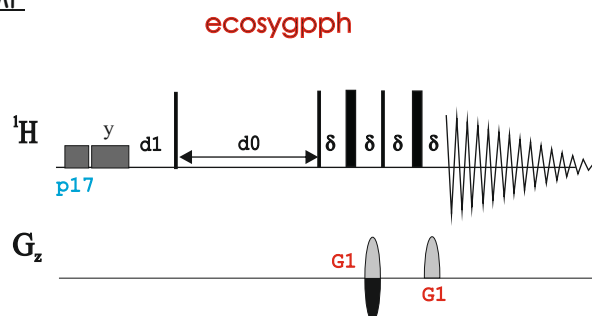 ecosygpph
¹H
y
d1
d0
δ
δ
δ
δ
p17
Gz
G1
G1